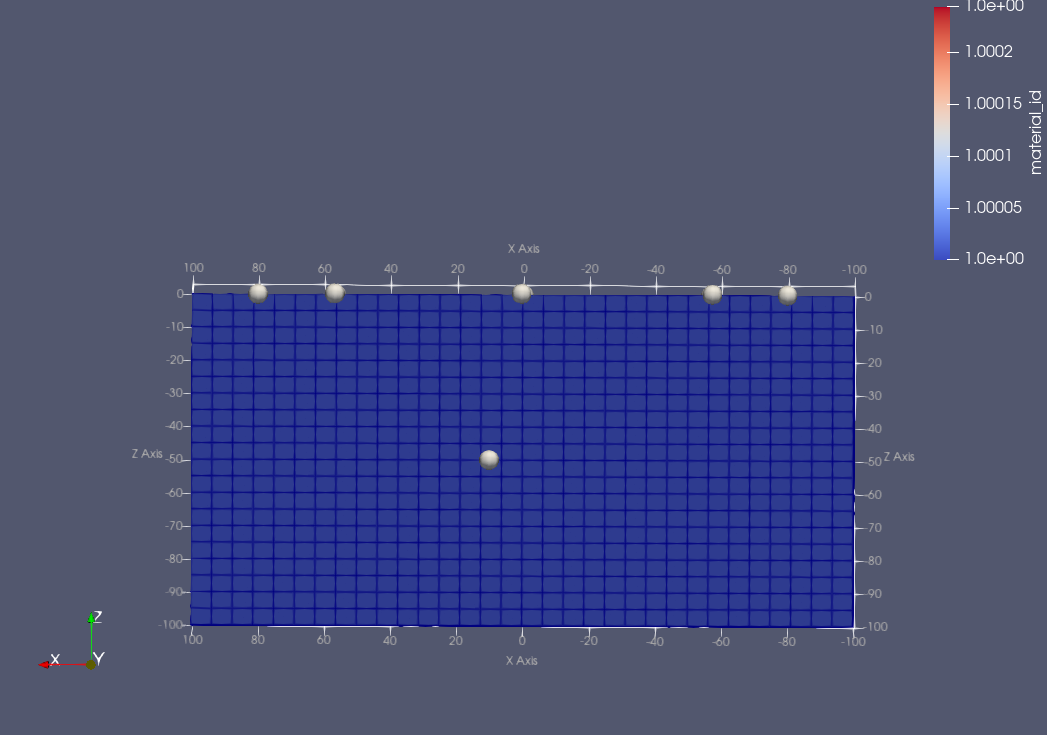 1.0e+00
1.0002
1.00015
1.0001
1.00005
1.0e+00
material_id
X Axis
100 80 60 40 20 0 -20 -40 -60 -80 -100
0 0
-10 -10
-20 -20
-30 -30
-40 -40
Z Axis -50 -50 Z Axis
-60 -60
-70 -70
-80 -80
-90 -90
-100 -100
100 80 60 40 20 0 -20 -40 -60 -80 -100
X Axis
Z
X Y